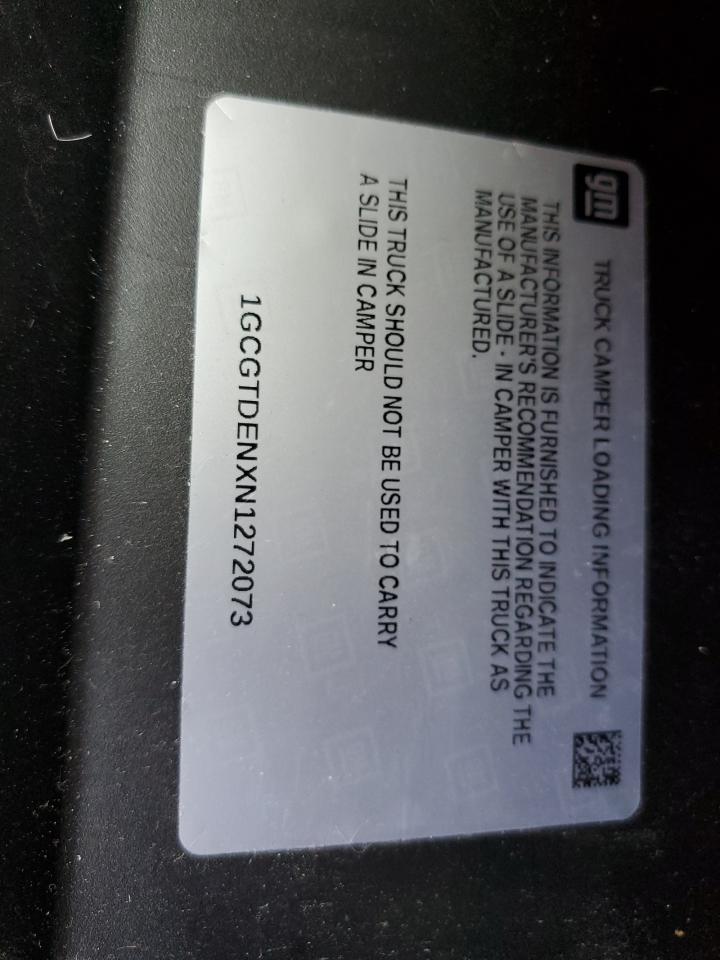 gm
TRUCK CAMPER LOADING INFORMATION
THIS INFORMATION IS FURNISHED TO INDICATE THE
MANUFACTURER'S RECOMMENDATION REGARDING THE
USE OF A SLIDE - IN CAMPER WITH THIS TRUCK AS
MANUFACTURED.
THIS TRUCK SHOULD NOT BE USED TO CARRY
A SLIDE IN CAMPER
1GCGTDENXN1272073